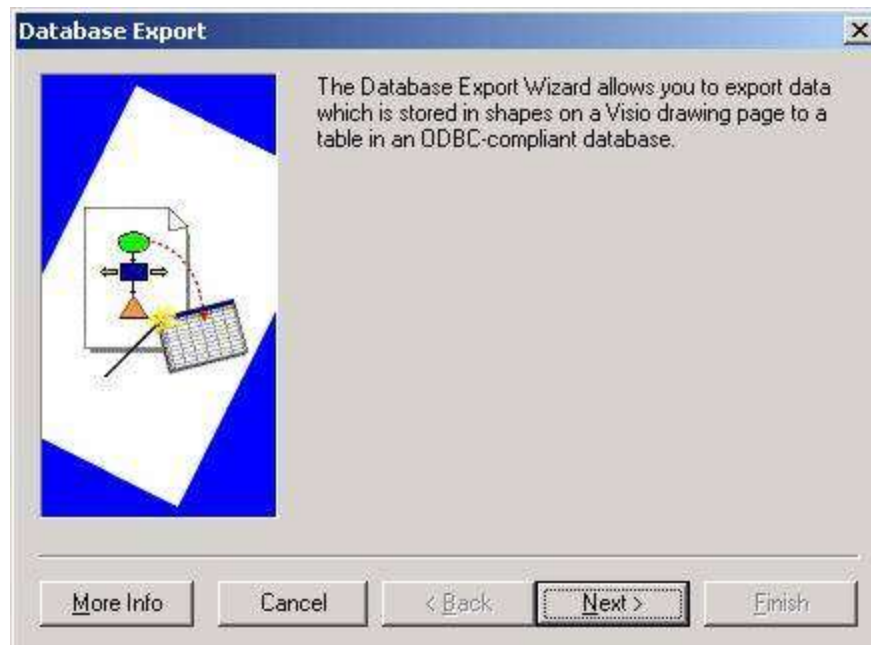 Database Export
The Database Export Wizard allows you to export data
which is stored in shapes on a Visio drawing page to a
table in an ODBC-compliant database.
More Info
Cancel
< Back
Next >
Finish